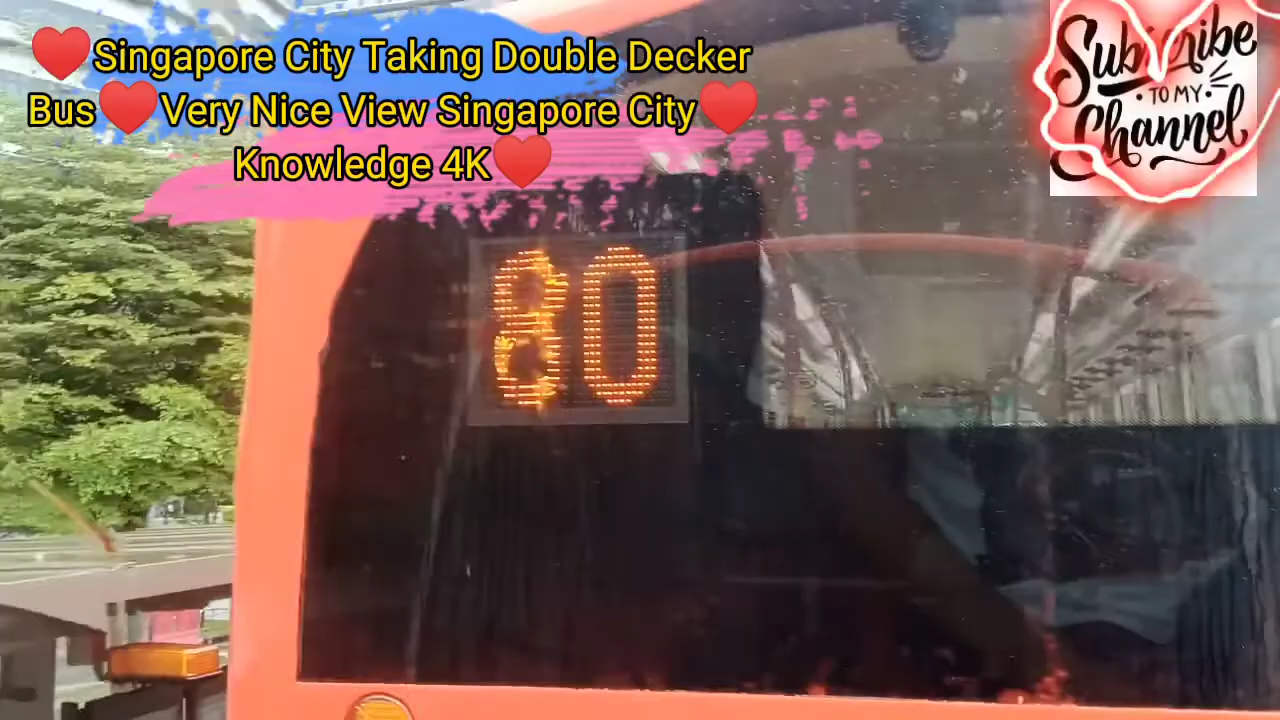 ♥️Singapore City Taking Double Decker
Bus♥️Very Nice View Singapore City♥️
Knowledge 4K♥️
Subscribe
TO MY
Channel
80